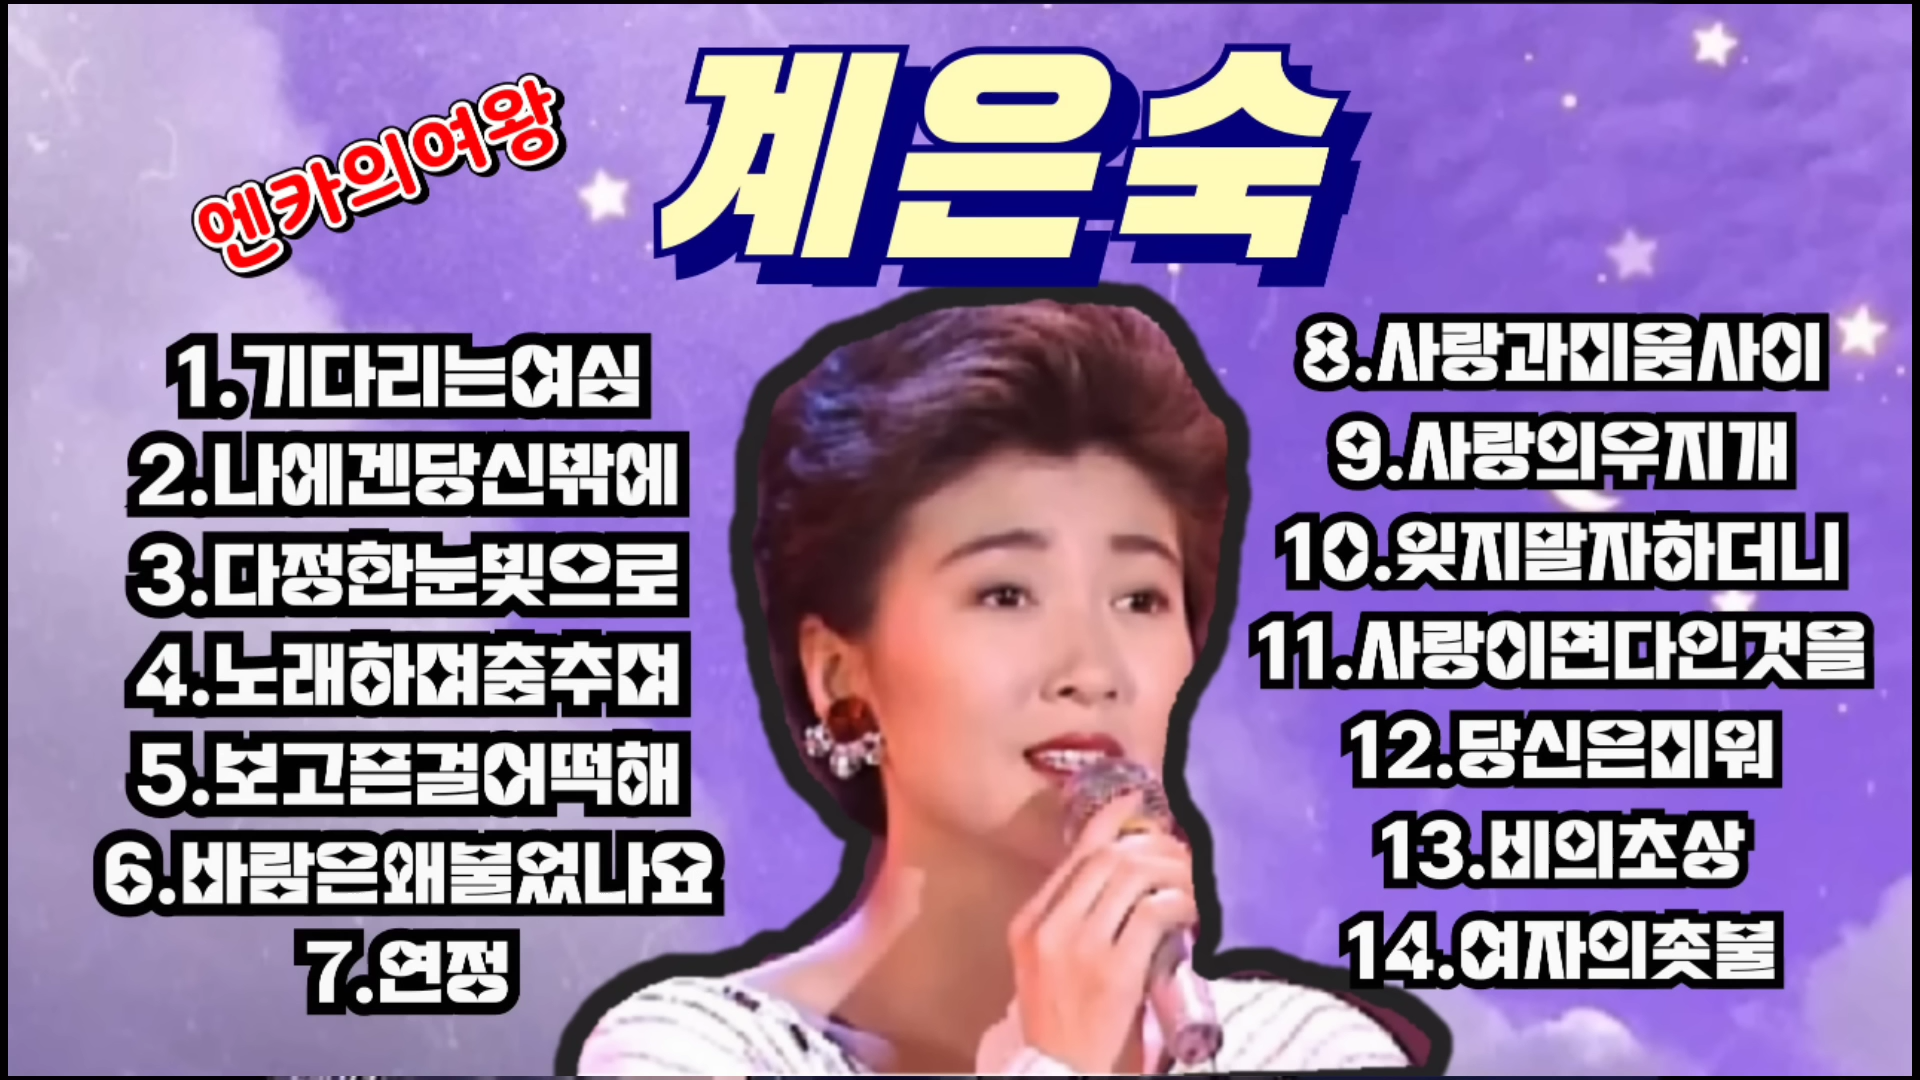 엔카의여왕
계은숙
1.기다리는여심
2.나에겐당신밖에
3.다정한눈빛으로
4.노래하며춤추며
5.보고픈걸어떡해
6.바람은왜불었나요
7.연정
8.사랑과미움사이
9.사랑의우지개
10.잊지말자하더니
11.사랑이면다인것을
12.당신은미워
13.비의초상
14.여자의촛불